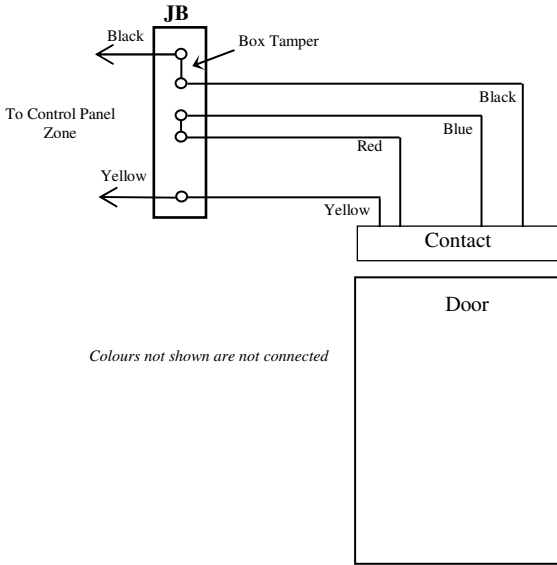 JB
Black
Box Tamper
Black
To Control Panel
Zone
Blue
Red
Yellow
Yellow
Contact
Door
Colours not shown are not connected